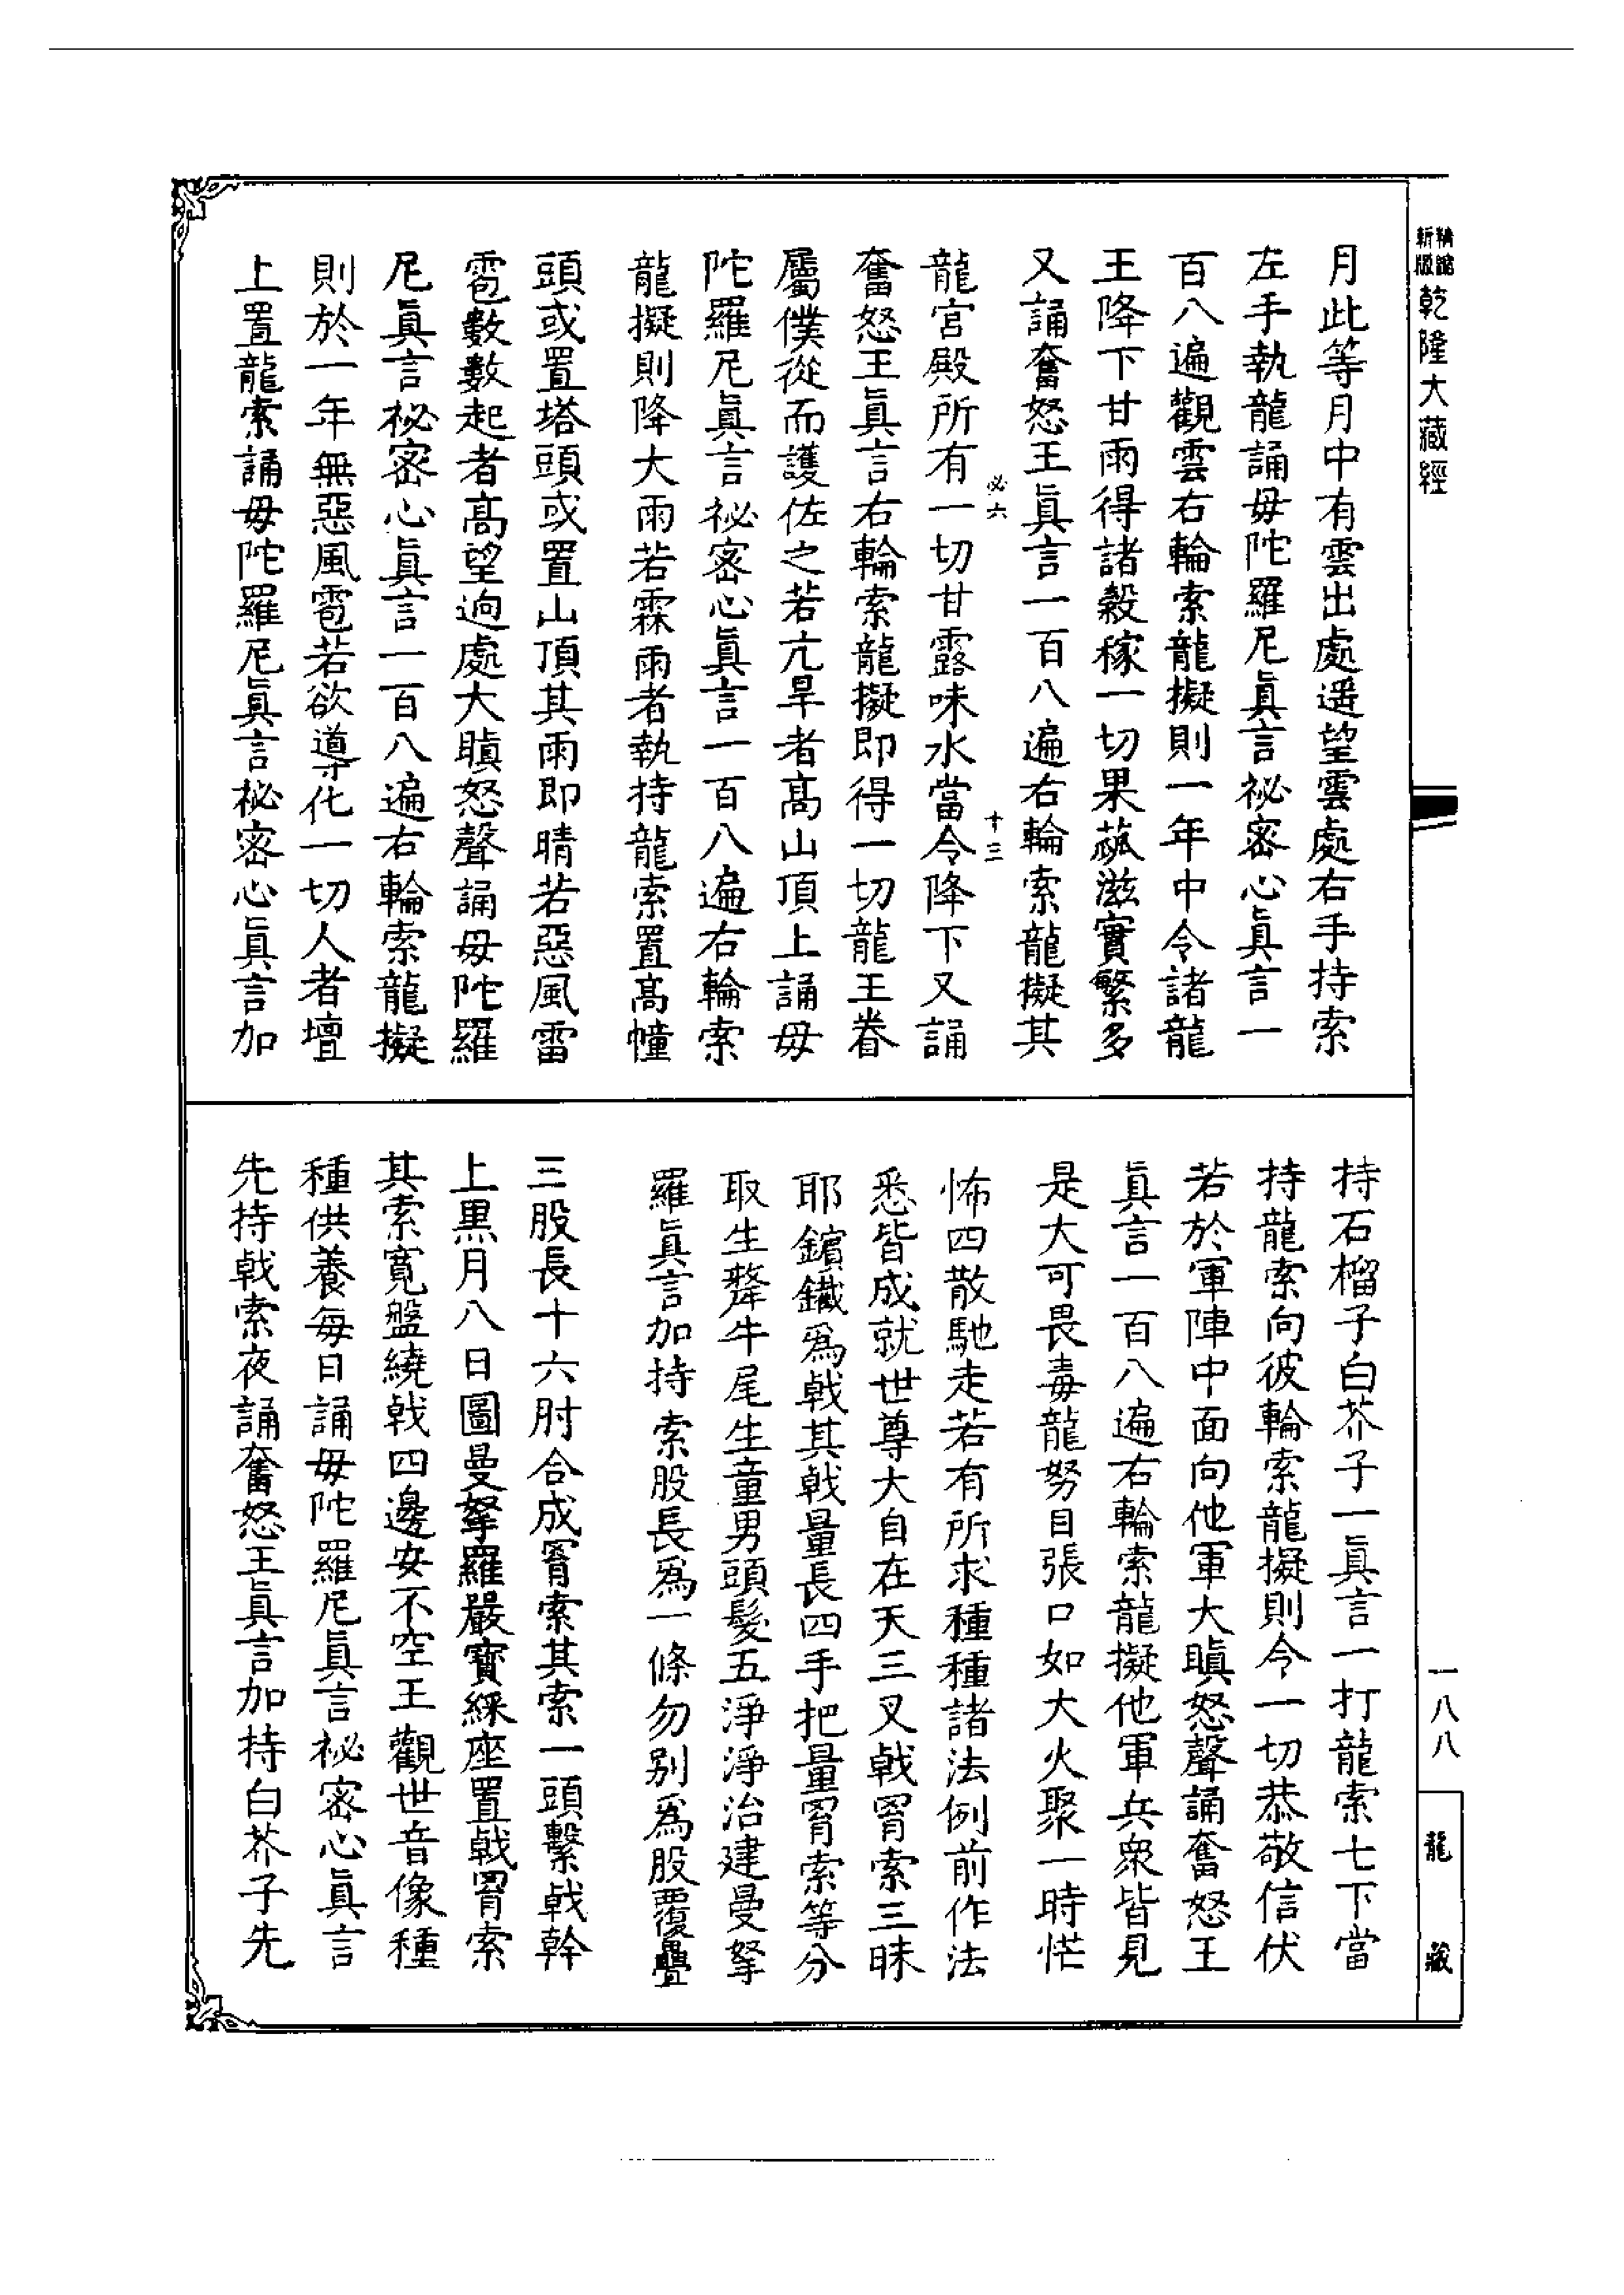 精謄新版乾隆大藏經
月此等月中有雲出處遥望雲處右手持索
左手執龍誦毋陀羅尼眞言祕密心眞言一
百八遍觀雲右輪索龍擬則一年中令諸龍
王降下甘雨得諸穀稼一切果蓏滋實繁多
又誦奮怒王眞言一百八遍右輪索龍擬其
必六 十三
龍宮殿所有一切甘露味水當令降下又誦
奮怒王眞言右輪索龍擬即得一切龍王眷
屬僕從而護佐之若亢旱者髙山頂上誦毋
陀羅尼眞言祕密心眞言一百八遍右輪索
龍擬則降大雨若霖雨者執持龍索置髙幢
頭或置塔頭或置山頂其雨即晴若惡風雷
雹數數起者髙望逈處大瞋怒聲誦毋陀羅
尼眞言祕密心眞言一百八遍右輪索龍擬
則於一年無惡風雹若欲導化一切人者壇
上置龍索誦毋陀羅尼眞言祕密心眞言加
持石榴子白芥子一眞言一打龍索七下當
持龍索向彼輪索龍擬則令一切恭敬信伏
若於軍陣中面向他軍大瞋怒聲誦奮怒王
眞言一百八遍右輪索龍擬他軍兵衆皆見
是大可畏毒龍努目張口如大火聚一時恾
怖四散馳走若有所求種種諸法例前作法
悉皆成就世尊大自在天三叉戟罥索三昧
耶鑌鐵爲戟其戟量長四手把量罥索等分
取生犛牛尾生童男頭髮五淨淨治建曼拏
羅眞言加持索股長爲一條勿别爲股覆疊
三股長十六肘合成罥索其索一頭繫戟幹
上黒月八日圖曼拏羅嚴寳綵座置戟罥索
其索寛盤繞戟四邊安不空王觀世音像種
種供養每日誦毋陀羅尼眞言祕密心眞言
先持戟索夜誦奮怒王眞言加持白芥子先
一八八
龍藏